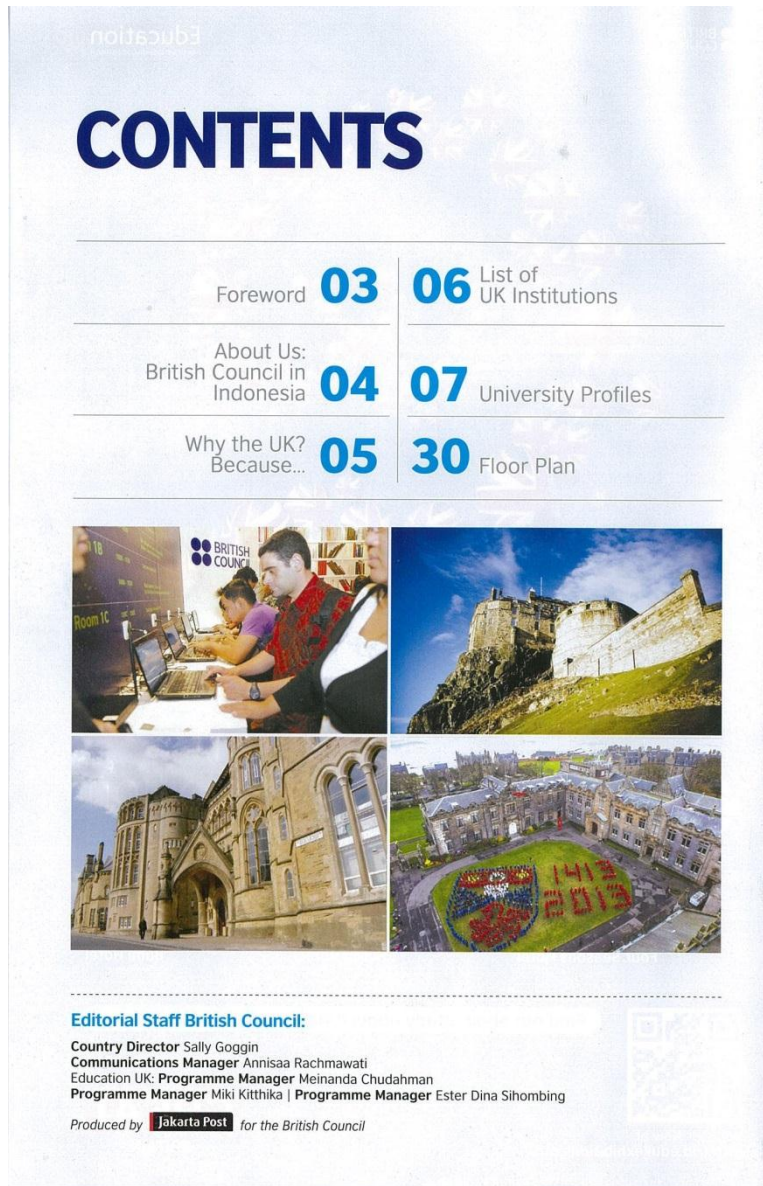 CONTENTS
Foreword 03
About Us:
British Council in
Indonesia 04
Why the UK?
Because... 05
06 List of
UK Institutions
07 University Profiles
30 Floor Plan
1B
Room 1C
BRITISH
COUNCIL
1413
2013
Editorial Staff British Council:
Country Director Sally Goggin
Communications Manager Annisaa Rachmawati
Education UK: Programme Manager Meinanda Chudahman
Programme Manager Miki Kitthika | Programme Manager Ester Dina Sihombing
Produced by Jakarta Post for the British Council